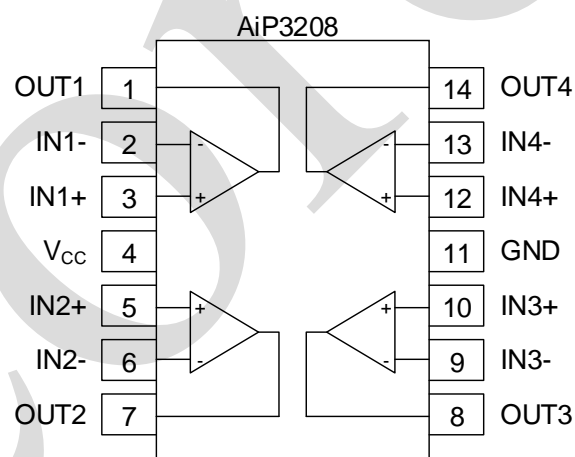 AiP3208
OUT1 1 14 OUT4
IN1- 2 - - 13 IN4-
IN1+ 3 + + 12 IN4+
VCC 4 11 GND
IN2+ 5 + + 10 IN3+
IN2- 6 - - 9 IN3-
OUT2 7 8 OUT3